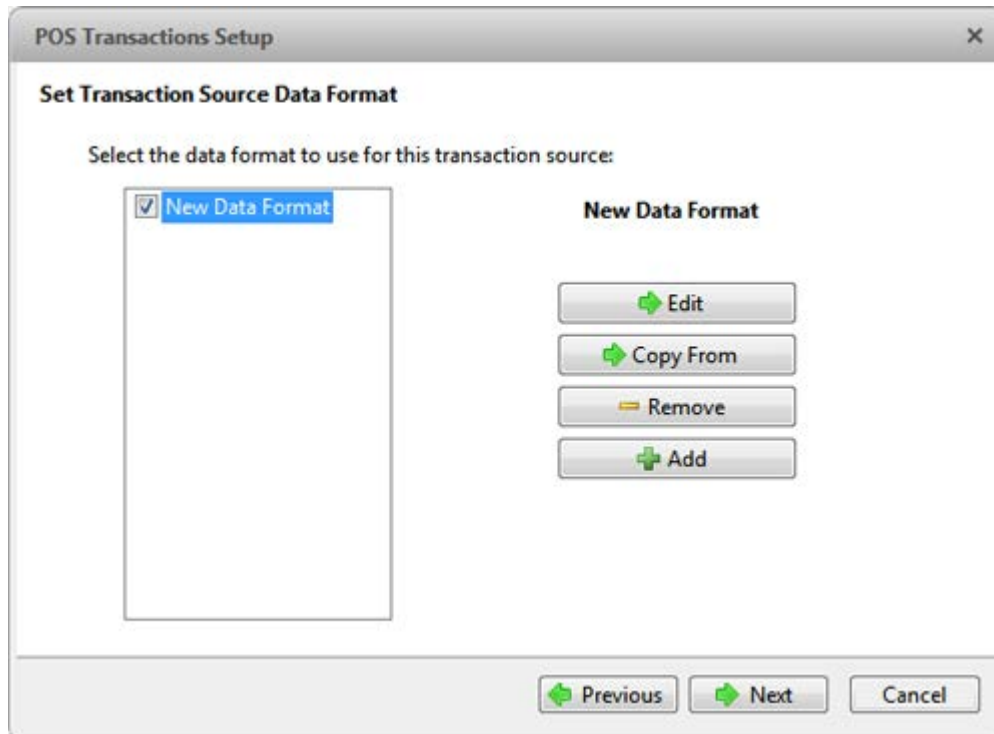 POS Transactions Setup
Set Transaction Source Data Format
Select the data format to use for this transaction source:
New Data Format
New Data Format
Edit
Copy From
Remove
Add
Previous
Next
Cancel